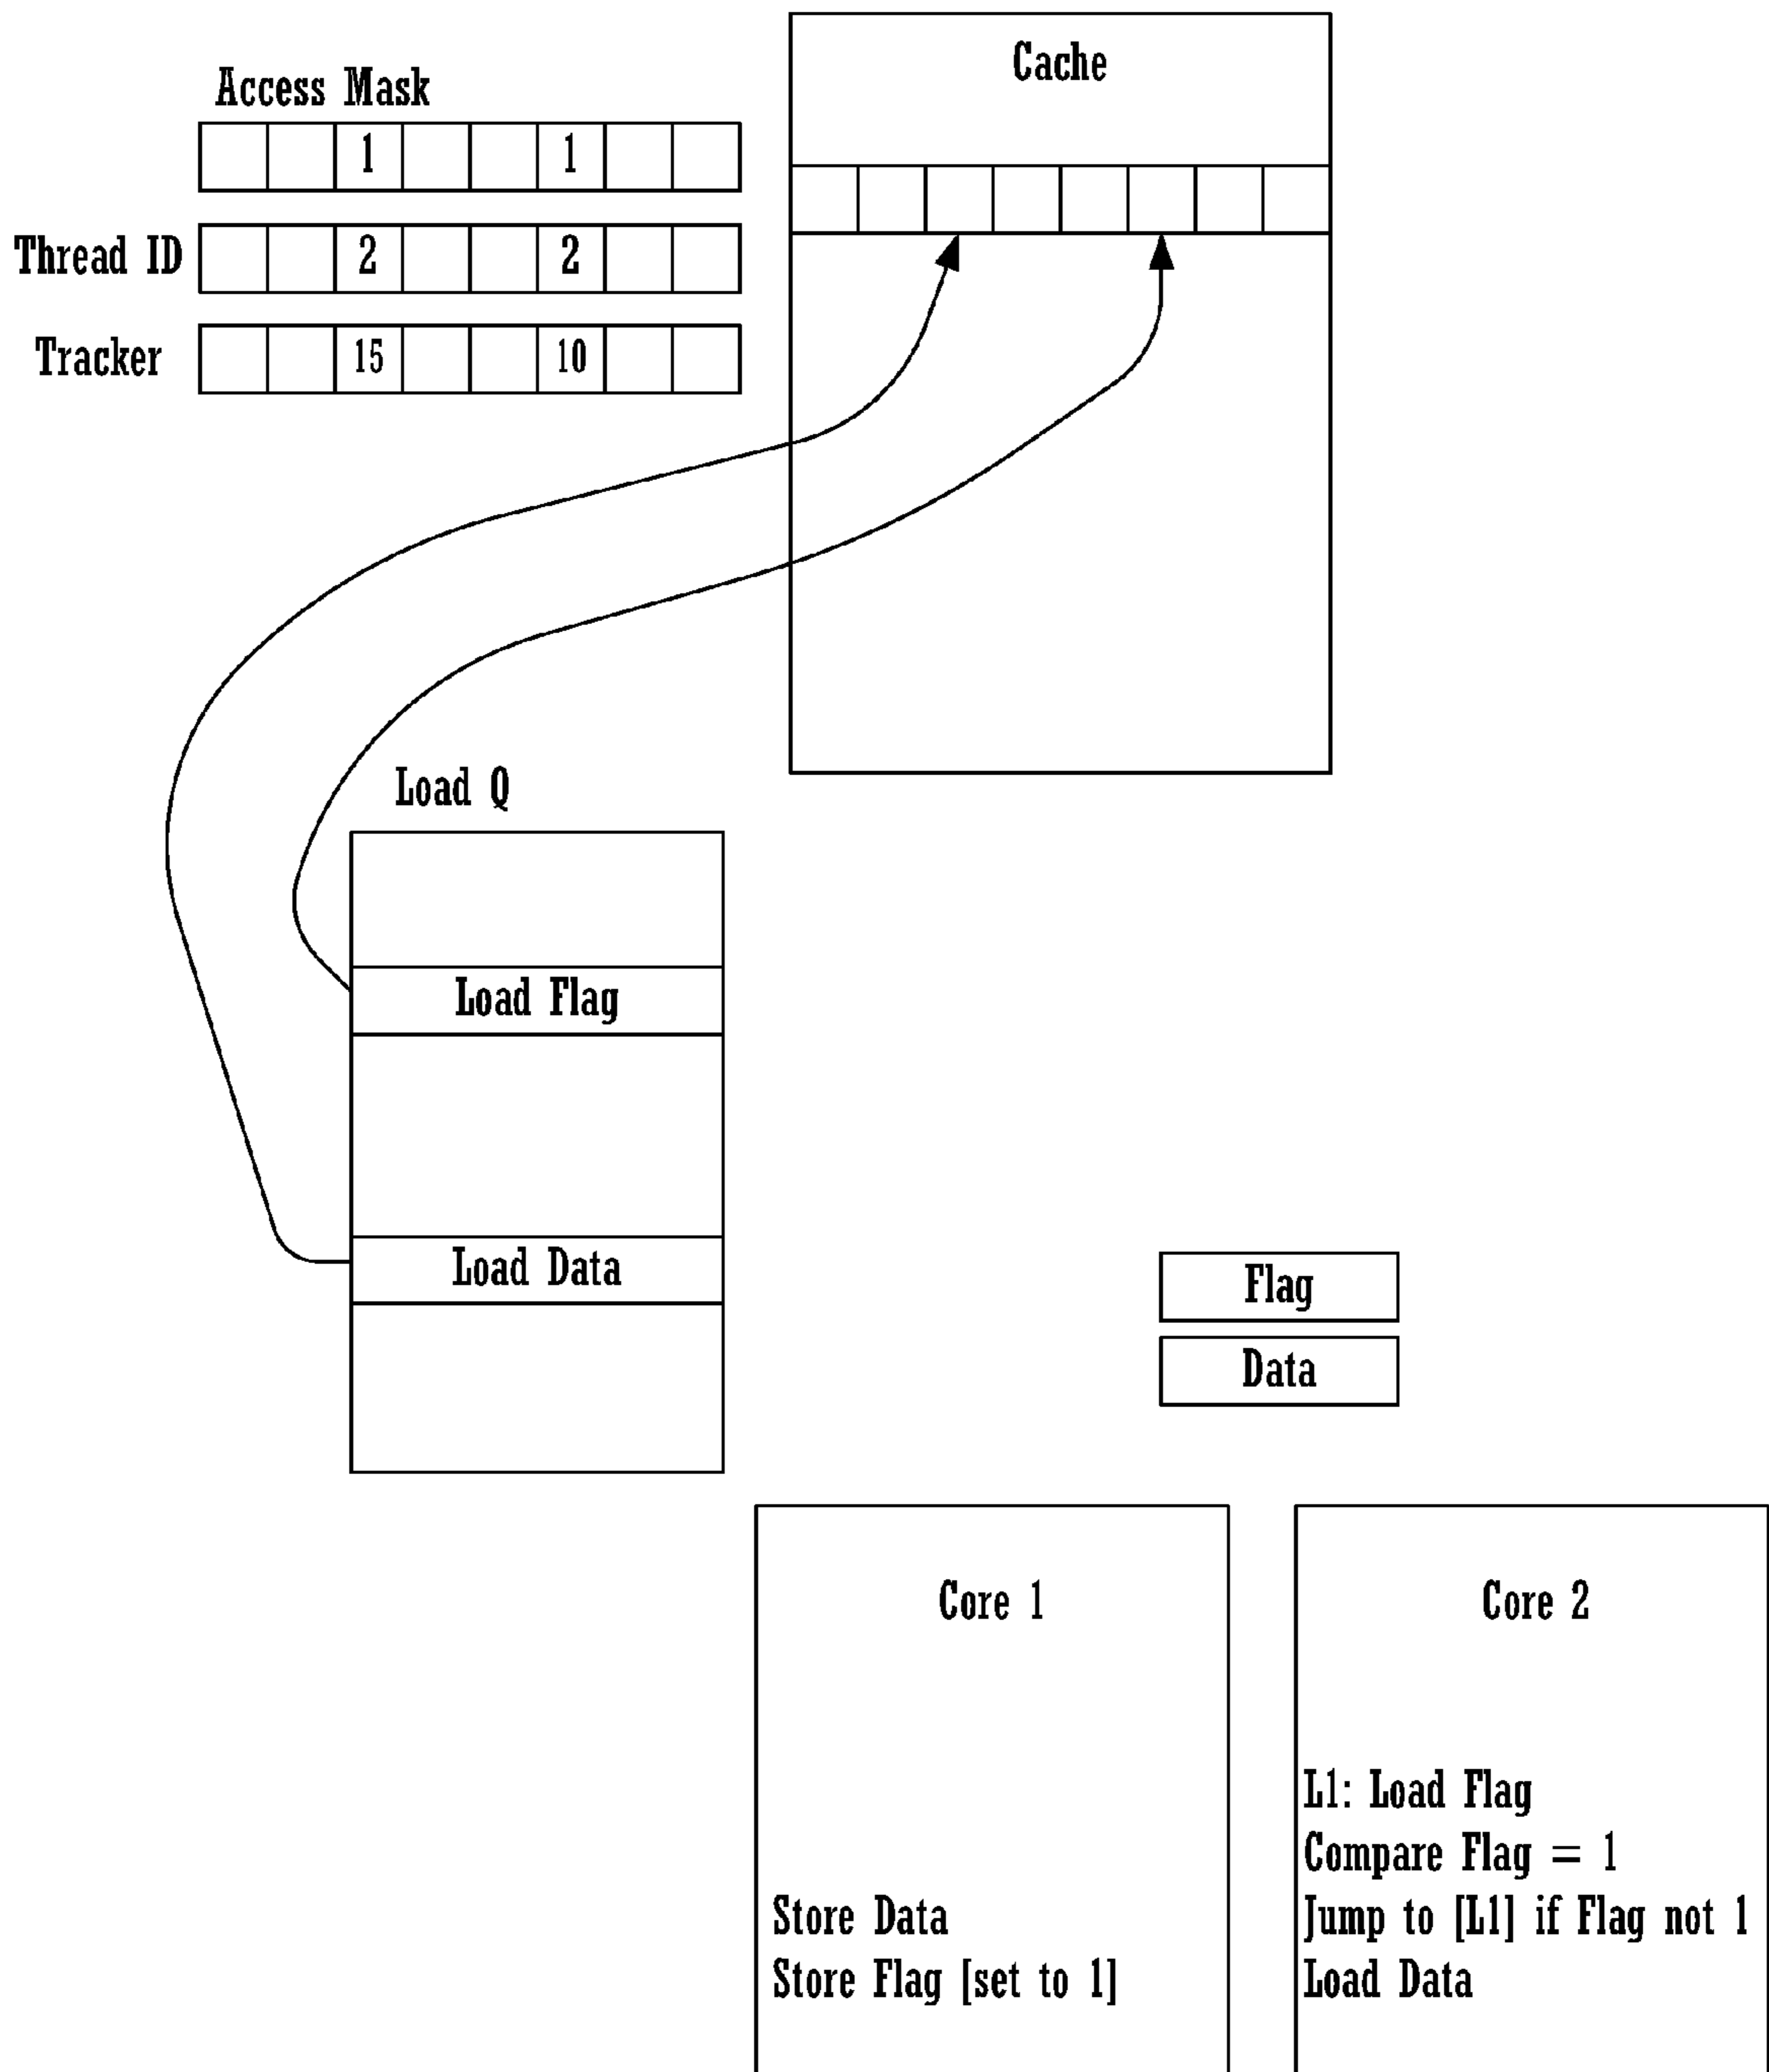 Cache
Access Mask
1 1
Thread ID 2 2
Tracker 15 10
Load Q
Load Flag
Load Data
Flag
Data
Core 1
Store Data
Store Flag [set to 1]
Core 2
L1: Load Flag
Compare Flag = 1
Jump to [L1] if Flag not 1
Load Data